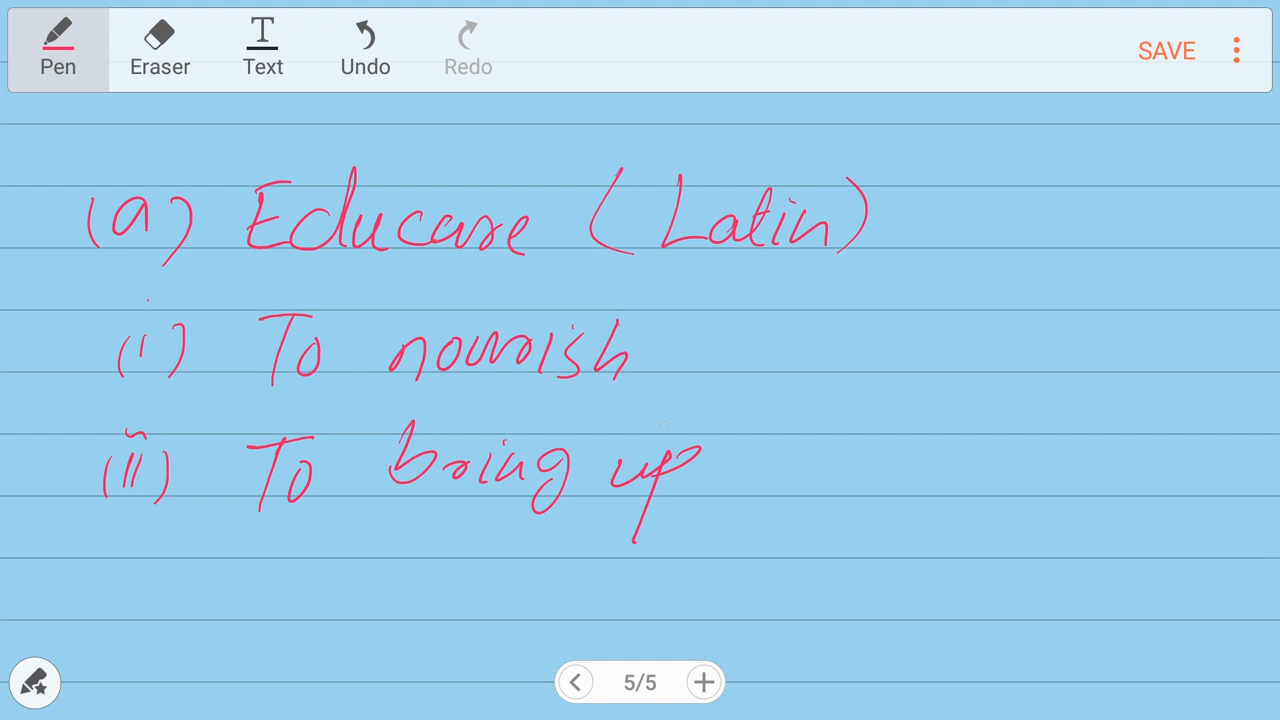 Pen Eraser Text Undo Redo SAVE
(a) Educare (Latin)
(i) To nourish
(ii) To bring up
5/5